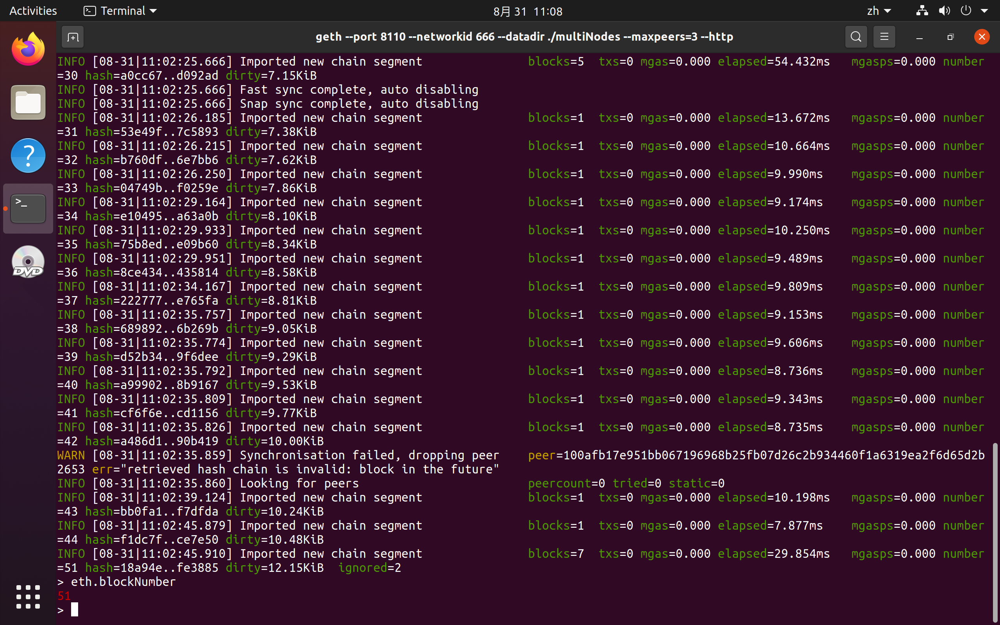 Activities Terminal 8月 31 11:08 zh
geth --port 8110 --networkid 666 --datadir ./multiNodes --maxpeers=3 --http
INFO [08-31|11:02:25.666] Imported new chain segment blocks=5 txs=0 mgas=0.000 elapsed=54.432ms mgasps=0.000 number
=30 hash=a0cc67..d092ad dirty=7.15KiB
INFO [08-31|11:02:25.666] Fast sync complete, auto disabling
INFO [08-31|11:02:25.666] Snap sync complete, auto disabling
INFO [08-31|11:02:26.185] Imported new chain segment blocks=1 txs=0 mgas=0.000 elapsed=13.672ms mgasps=0.000 number
=31 hash=53e49f..7c5893 dirty=7.38KiB
INFO [08-31|11:02:26.215] Imported new chain segment blocks=1 txs=0 mgas=0.000 elapsed=10.664ms mgasps=0.000 number
=32 hash=b760df..6e7bb6 dirty=7.62KiB
INFO [08-31|11:02:26.250] Imported new chain segment blocks=1 txs=0 mgas=0.000 elapsed=9.990ms mgasps=0.000 number
=33 hash=04749b..f0259e dirty=7.86KiB
INFO [08-31|11:02:29.164] Imported new chain segment blocks=1 txs=0 mgas=0.000 elapsed=9.174ms mgasps=0.000 number
=34 hash=e10495..a63a0b dirty=8.10KiB
INFO [08-31|11:02:29.933] Imported new chain segment blocks=1 txs=0 mgas=0.000 elapsed=10.250ms mgasps=0.000 number
=35 hash=75b8ed..e09b60 dirty=8.34KiB
INFO [08-31|11:02:29.951] Imported new chain segment blocks=1 txs=0 mgas=0.000 elapsed=9.489ms mgasps=0.000 number
=36 hash=8ce434..435814 dirty=8.58KiB
INFO [08-31|11:02:34.167] Imported new chain segment blocks=1 txs=0 mgas=0.000 elapsed=9.809ms mgasps=0.000 number
=37 hash=222777..e765fa dirty=8.81KiB
INFO [08-31|11:02:35.757] Imported new chain segment blocks=1 txs=0 mgas=0.000 elapsed=9.153ms mgasps=0.000 number
=38 hash=689892..6b269b dirty=9.05KiB
INFO [08-31|11:02:35.774] Imported new chain segment blocks=1 txs=0 mgas=0.000 elapsed=9.606ms mgasps=0.000 number
=39 hash=d52b34..9f6dee dirty=9.29KiB
INFO [08-31|11:02:35.792] Imported new chain segment blocks=1 txs=0 mgas=0.000 elapsed=8.736ms mgasps=0.000 number
=40 hash=a99902..8b9167 dirty=9.53KiB
INFO [08-31|11:02:35.809] Imported new chain segment blocks=1 txs=0 mgas=0.000 elapsed=9.343ms mgasps=0.000 number
=41 hash=cf6f6e..cd1156 dirty=9.77KiB
INFO [08-31|11:02:35.826] Imported new chain segment blocks=1 txs=0 mgas=0.000 elapsed=8.735ms mgasps=0.000 number
=42 hash=a486d1..90b419 dirty=10.00KiB
WARN [08-31|11:02:35.859] Synchronisation failed, dropping peer peer=100afb17e951bb067196968b25fb07d26c2b934460f1a6319ea2f6d65d2b
2653 err="retrieved hash chain is invalid: block in the future"
INFO [08-31|11:02:35.860] Looking for peers peercount=0 tried=0 static=0
INFO [08-31|11:02:39.124] Imported new chain segment blocks=1 txs=0 mgas=0.000 elapsed=10.198ms mgasps=0.000 number
=43 hash=bb0fa1..f7dfda dirty=10.24KiB
INFO [08-31|11:02:45.879] Imported new chain segment blocks=1 txs=0 mgas=0.000 elapsed=7.877ms mgasps=0.000 number
=44 hash=f1dc7f..ce7e50 dirty=10.48KiB
INFO [08-31|11:02:45.910] Imported new chain segment blocks=7 txs=0 mgas=0.000 elapsed=29.854ms mgasps=0.000 number
=51 hash=18a94e..fe3885 dirty=12.15KiB ignored=2
> eth.blockNumber
51
>
DVD